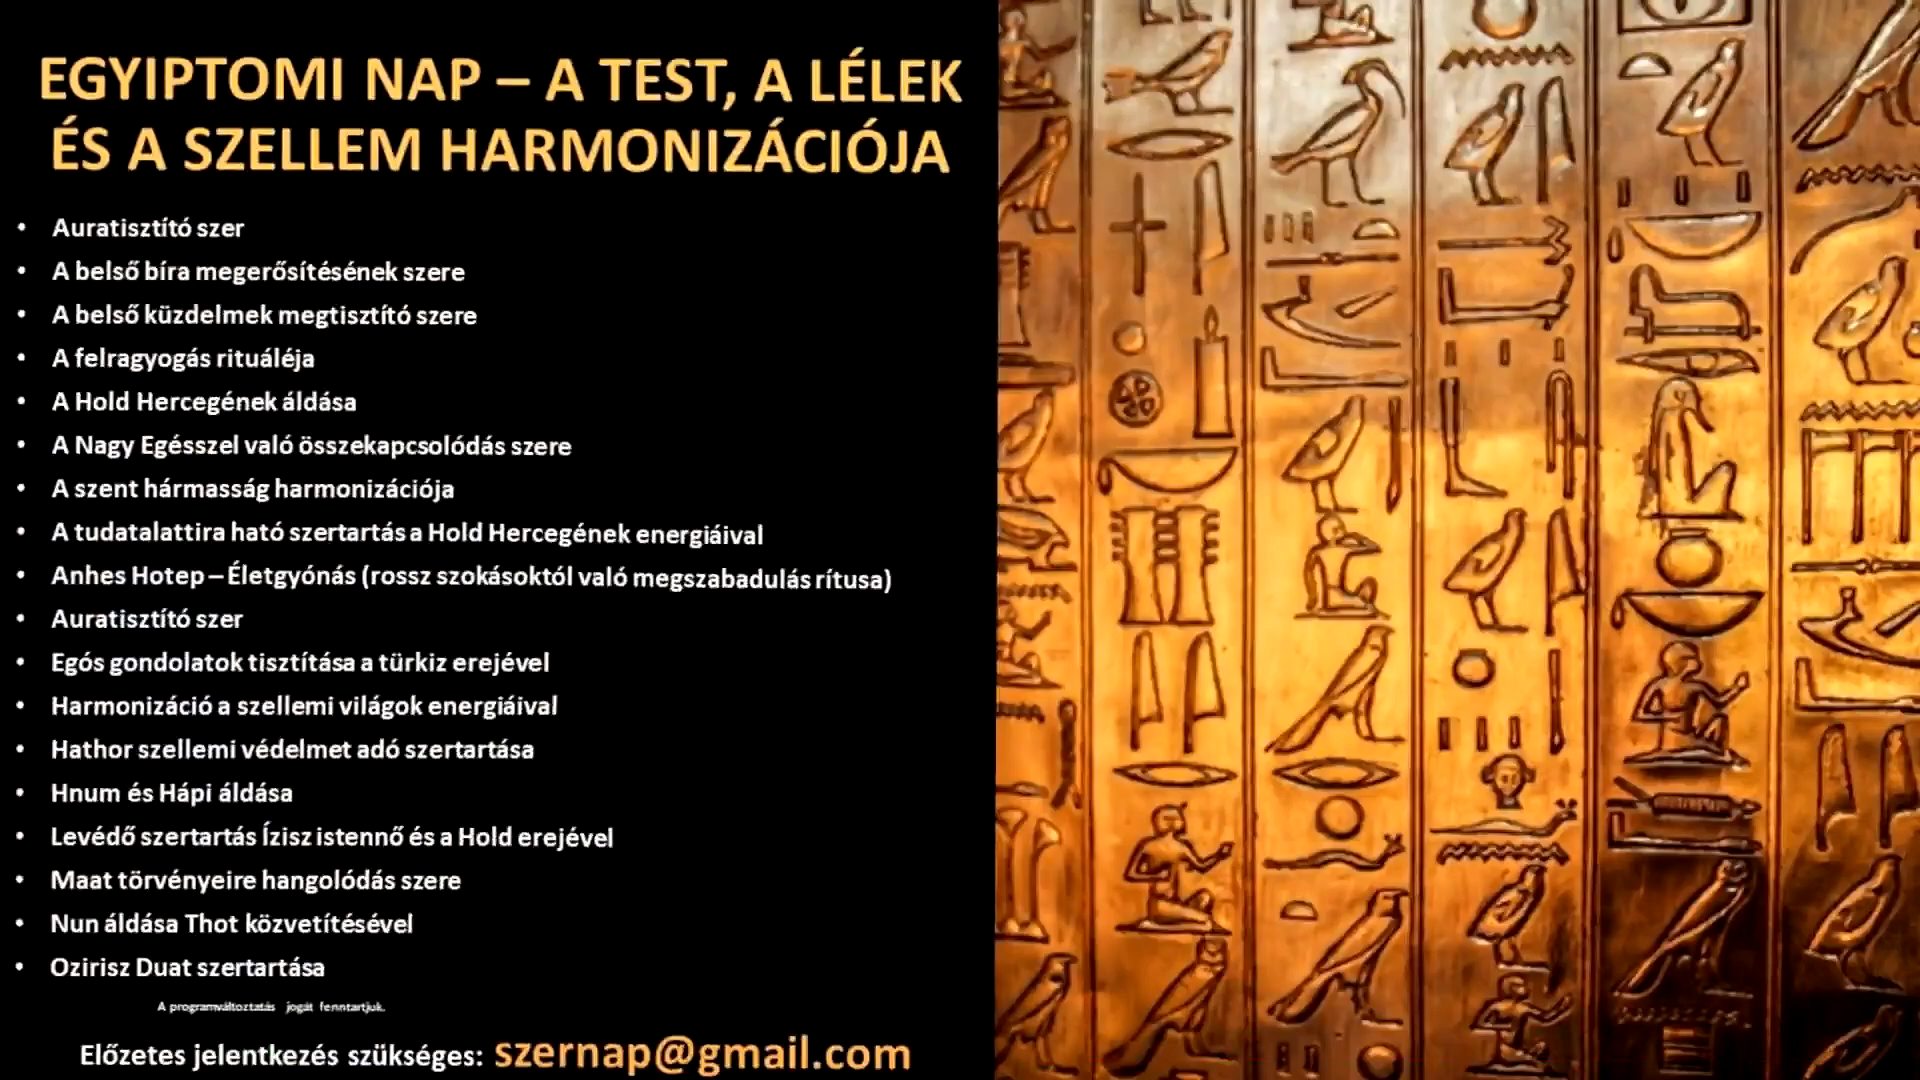 EGYIPTOMI NAP – A TEST, A LÉLEK
ÉS A SZELLEM HARMONIZÁCIÓJA
• Auratisztító szer
• A belső bíra megerősítésének szere
• A belső küzdelmek megtisztító szere
• A felragyogás rituáléja
• A Hold Hercegének áldása
• A Nagy Egésszel való összekapcsolódás szere
• A szent hármasság harmonizációja
• A tudatalattira ható szertartás a Hold Hercegének energiáival
• Anhes Hotep – Életgyónás (rossz szokásoktól való megszabadulás rítusa)
• Auratisztító szer
• Egós gondolatok tisztítása a türkiz erejével
• Harmonizáció a szellemi világok energiáival
• Hathor szellemi védelmet adó szertartása
• Hnum és Hápi áldása
• Levédő szertartás Ízisz istennő és a Hold erejével
• Maat törvényeire hangolódás szere
• Nun áldása Thot közvetítésével
• Ozirisz Duat szertartása
A programváltoztatás jogát fenntartjuk.
Előzetes jelentkezés szükséges: szernap@gmail.com